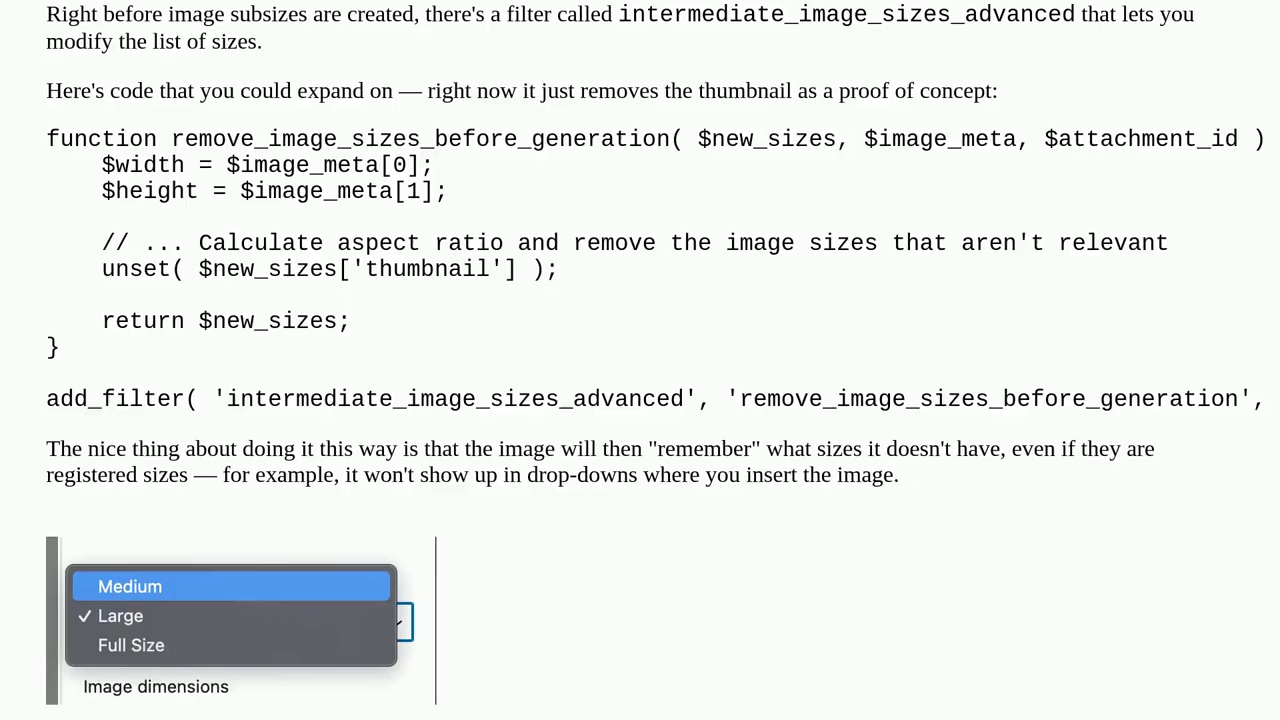 Right before image subsizes are created, there's a filter called intermediate_image_sizes_advanced that lets you
modify the list of sizes.
Here's code that you could expand on — right now it just removes the thumbnail as a proof of concept:
function remove_image_sizes_before_generation( $new_sizes, $image_meta, $attachment_id )
    $width = $image_meta[0];
    $height = $image_meta[1];
    // ... Calculate aspect ratio and remove the image sizes that aren't relevant
    unset( $new_sizes['thumbnail'] );
    return $new_sizes;
}
add_filter( 'intermediate_image_sizes_advanced', 'remove_image_sizes_before_generation',
The nice thing about doing it this way is that the image will then "remember" what sizes it doesn't have, even if they are
registered sizes — for example, it won't show up in drop-downs where you insert the image.
Medium
✓ Large
Full Size
Image dimensions